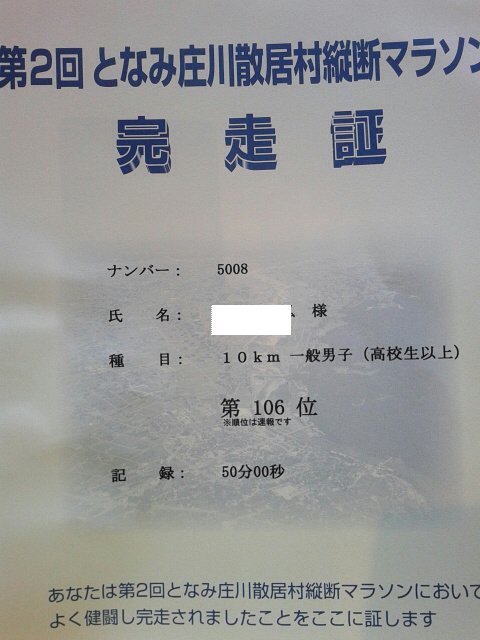 第2回 となみ庄川散居村縦断マラソン
完走証
ナンバー： 5008
氏 名： 様
種 目： 10km 一般男子（高校生以上）
第 106 位
※順位は速報です
記 録： 50分00秒
あなたは第2回となみ庄川散居村縦断マラソンにおいて
よく健闘し完走されましたことをここに証します